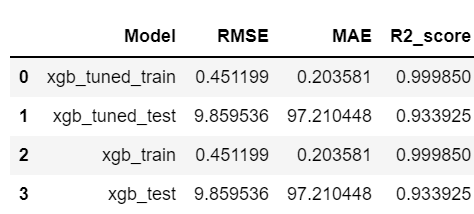 Model RMSE MAE R2_score
0 xgb_tuned_train 0.451199 0.203581 0.999850
1 xgb_tuned_test 9.859536 97.210448 0.933925
2 xgb_train 0.451199 0.203581 0.999850
3 xgb_test 9.859536 97.210448 0.933925